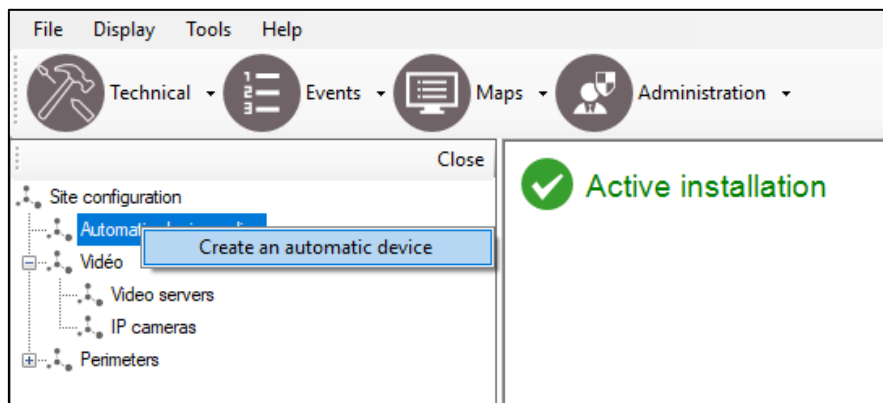 File Display Tools Help
Technical Events Maps Administration
Close
Site configuration
Create an automatic device
Vidéo
Video servers
IP cameras
Perimeters
Active installation